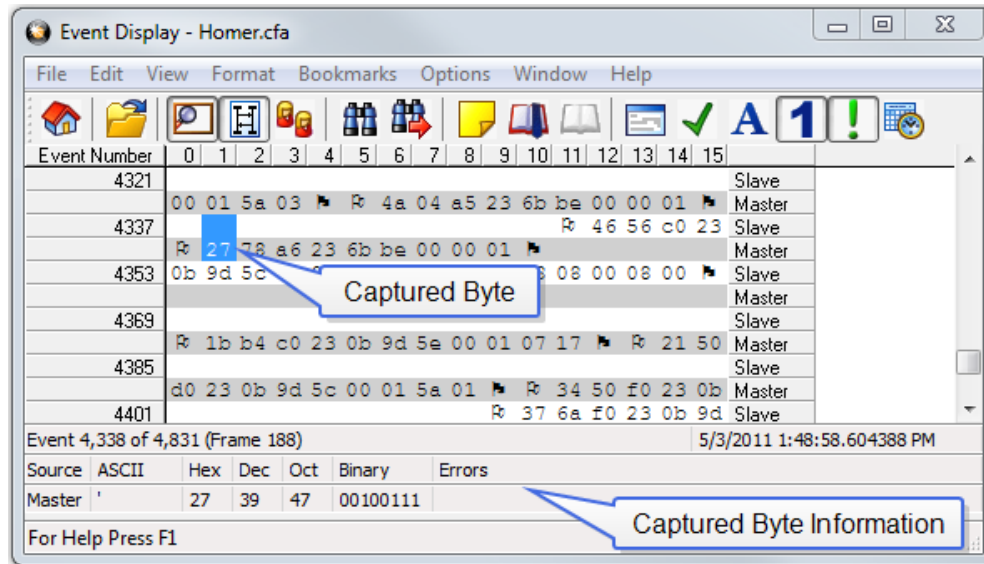 Event Display - Homer.cfa
File Edit View Format Bookmarks Options Window Help
A 1 !
Event Number 0 1 2 3 4 5 6 7 8 9 10 11 12 13 14 15
4321 Slave
00 01 5a 03 4a 04 a5 23 6b be 00 00 01 Master
4337 46 56 c0 23 Slave
27 78 a6 23 6b be 00 00 01 Master
4353 0b 9d 5c 08 00 08 00 Slave
Captured Byte
Master
4369 Slave
1b b4 c0 23 0b 9d 5e 00 01 07 17 21 50 Master
4385 Slave
d0 23 0b 9d 5c 00 01 5a 01 34 50 f0 23 0b Master
4401 37 6a f0 23 0b 9d Slave
Event 4,338 of 4,831 (Frame 188) 5/3/2011 1:48:58.604388 PM
Source ASCII Hex Dec Oct Binary Errors
Master ' 27 39 47 00100111
Captured Byte Information
For Help Press F1